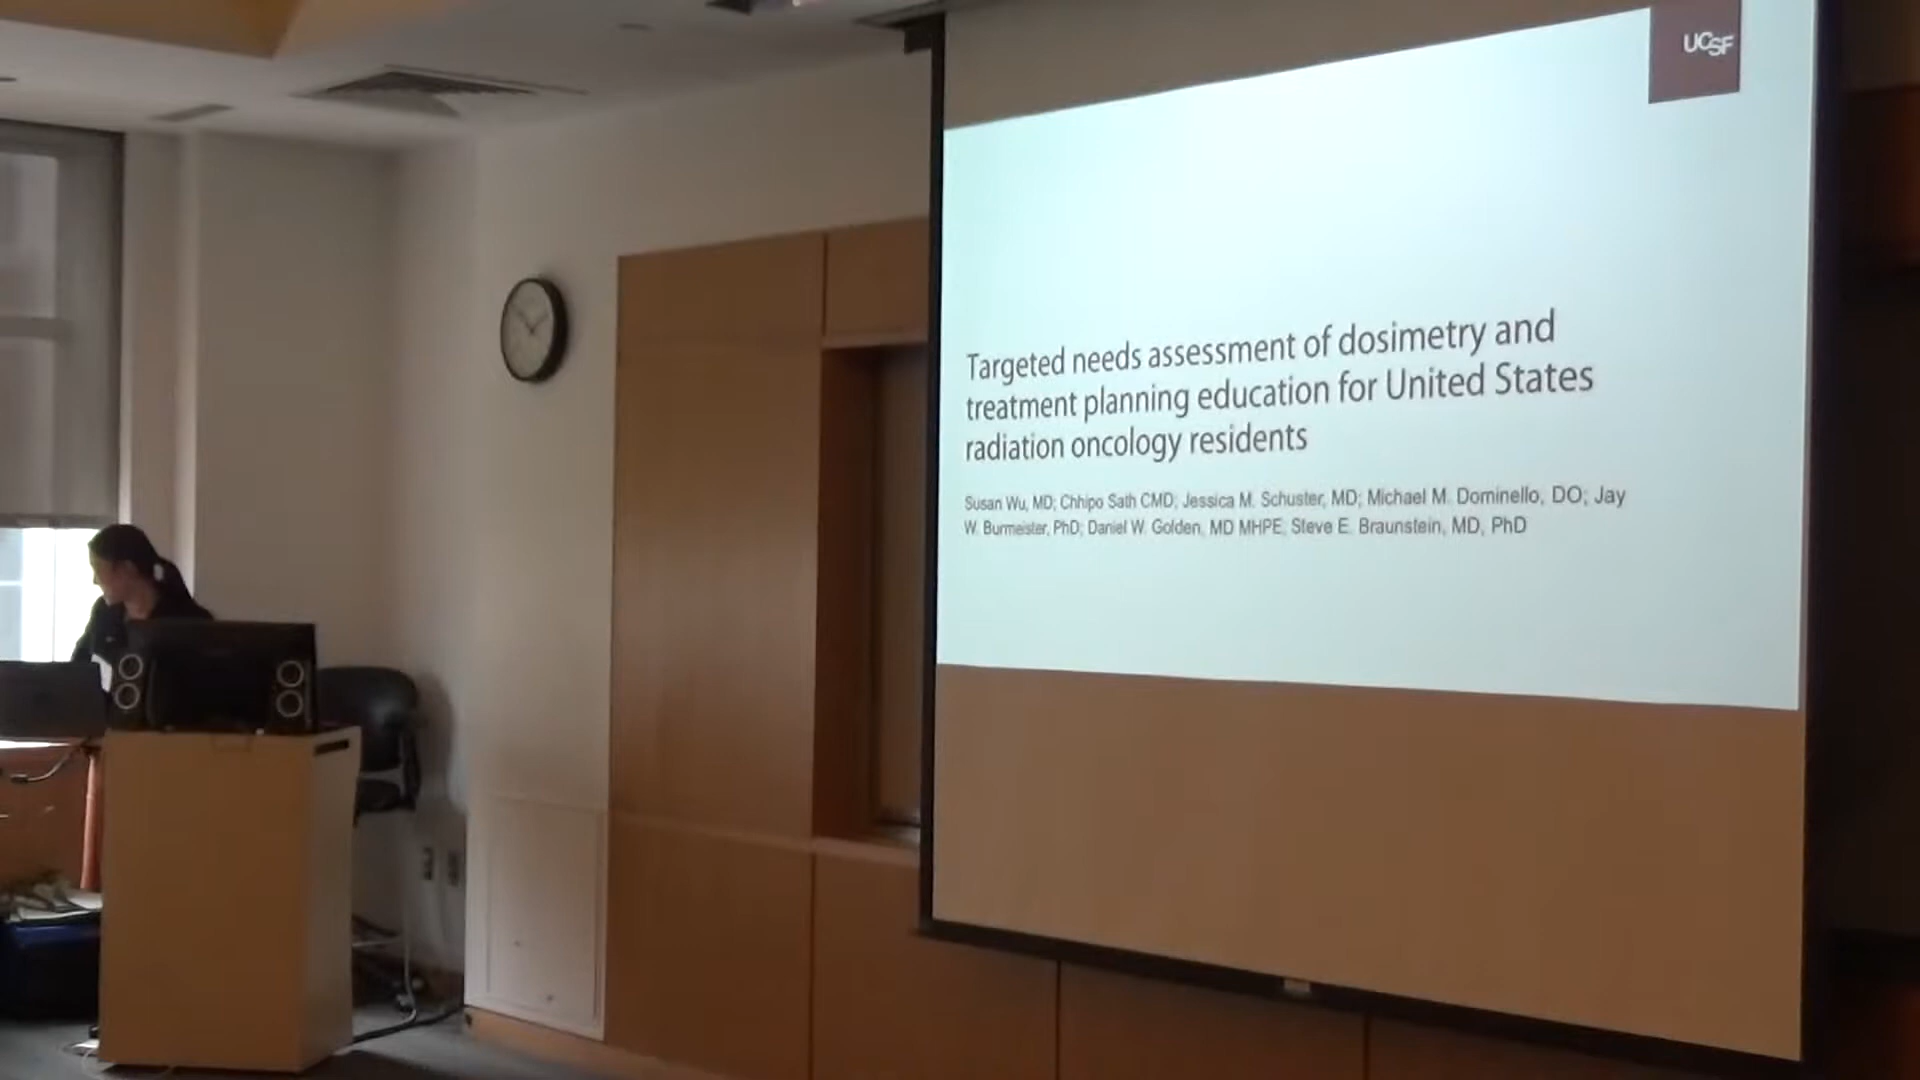 UCSF
Targeted needs assessment of dosimetry and
treatment planning education for United States
radiation oncology residents
Susan Wu, MD; Chhipo Sath CMD; Jessica M. Schuster, MD; Michael M. Dominello, DO; Jay
W. Burmeister, PhD; Daniel W. Golden, MD MHPE; Steve E. Braunstein, MD, PhD